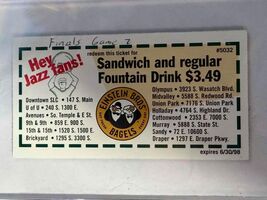 Finals Game 2
redeem this ticket for
#5032
Hey
Jazz fans!
Sandwich and regular
Fountain Drink $3.49
Downtown SLC • 147 S. Main
U of U • 240 S. 1300 E.
Avenues • So. Temple & E St.
9th & 9th • 859 E. 900 S.
15th & 15th • 1520 S. 1500 E.
Brickyard • 1295 S. 3300 S.
EINSTEIN BROS
BAGELS
Olympus • 3923 S. Wasatch Blvd.
Midvalley • 5588 S. Redwood Rd.
Union Park • 7176 S. Union Park
Holladay • 4764 S. Highland Dr.
Cottonwood • 2353 E. 7000 S.
Murray • 5888 S. State
Sandy • 72 E. 10600 S.
Draper • 1297 E. Draper Pkwy.
expires 6/30/98